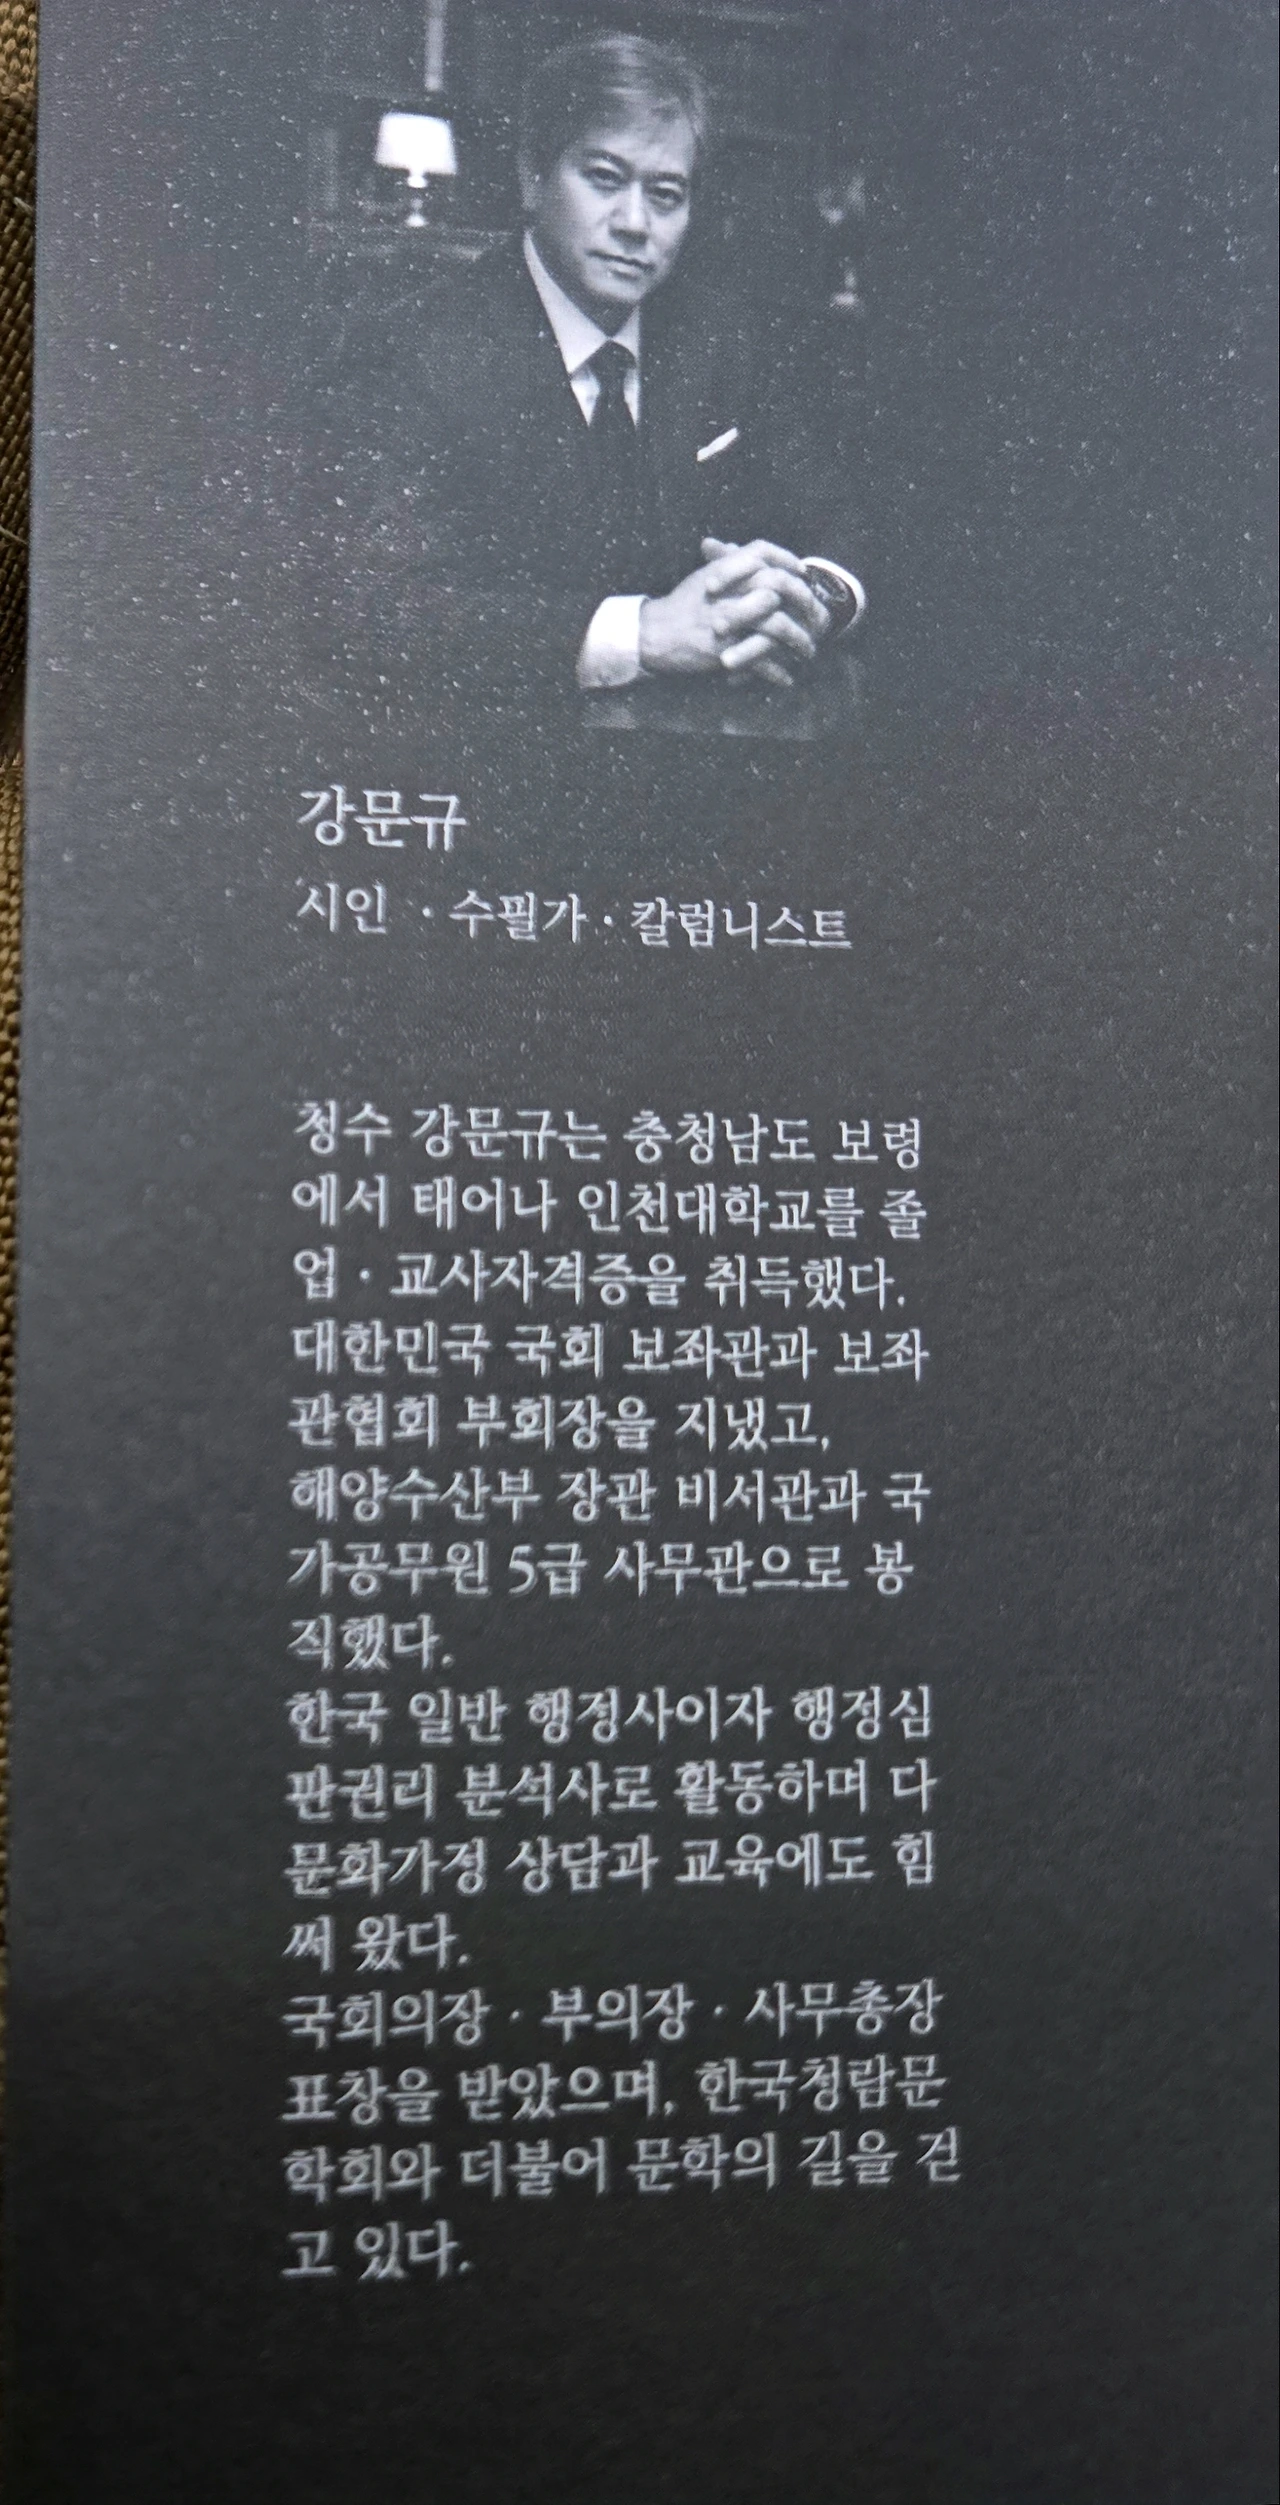 강문규
시인 · 수필가 · 칼럼니스트
청수 강문규는 충청남도 보령
에서 태어나 인천대학교를 졸
업 · 교사자격증을 취득했다.
대한민국 국회 보좌관과 보좌
관협회 부회장을 지냈고,
해양수산부 장관 비서관과 국
가공무원 5급 사무관으로 봉
직했다.
한국 일반 행정사이자 행정심
판권리 분석사로 활동하며 다
문화가정 상담과 교육에도 힘
써 왔다.
국회의장 · 부의장 · 사무총장
표창을 받았으며, 한국청람문
학회와 더불어 문학의 길을 걷
고 있다.